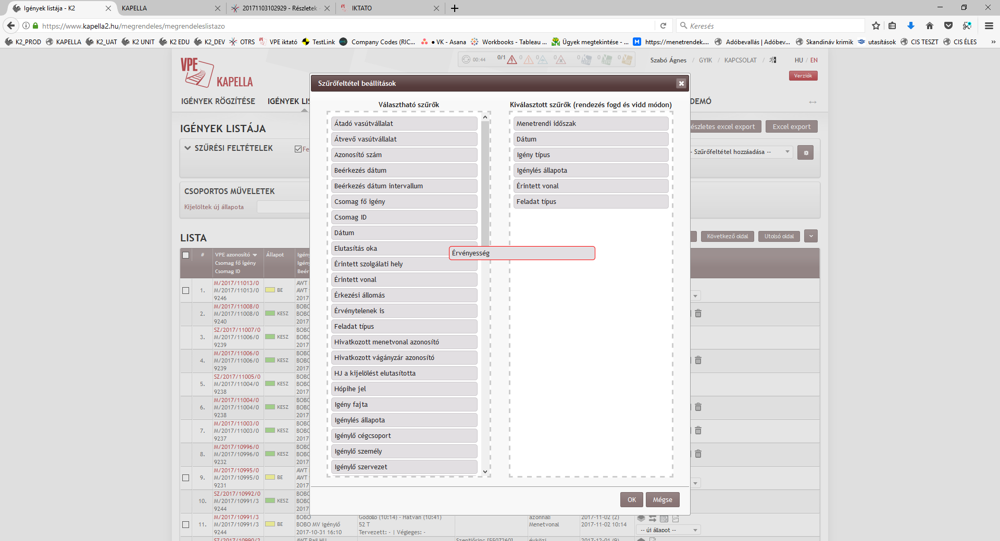 Igények listája - K2
KAPELLA
20171103102929 - Részletek
IKTATO
https://www.kapella2.hu/megrendeles/megrendeleslistazo
Keresés
K2_PROD KAPELLA K2_UAT K2 UNIT K2 EDU K2_DEV OTRS VPE iktató TestLink Company Codes (RIC... • VK - Asana Workbooks - Tableau ... Ügyek megtekintése - ... https://menetrendek.... Adóbevallás | Adóbev... Skandináv krimik utasítások CIS TESZT CIS ÉLES »
VPE KAPELLA
00:44 0/1 0 0 0 0 0 0
Szabó Ágnes / GYIK / KAPCSOLAT / HU / EN
Verziók
IGÉNYEK RÖGZÍTÉSE IGÉNYEK LI DEMÓ
IGÉNYEK LISTÁJA
észletes excel export Excel export
SZŰRÉSI FELTÉTELEK Fe
- Szűrőfeltétel hozzáadása --
CSOPORTOS MŰVELETEK
Kijelöltek új állapota
LISTA
Következő oldal Utolsó oldal
# VPE azonosító Állapot Igény
Csomag fő igény Igény
Csomag ID Beér
1. M/2017/11013/0 BE AWT
M/2017/11013/0 AWT
9246 2017
2. M/2017/11008/0 KESZ BOBO
M/2017/11008/0 BOBO
9240 2017
3. SZ/2017/11007/0 KESZ BOBO
M/2017/11006/0 BOBO
9239 2017
4. M/2017/11006/0 KESZ BOBO
M/2017/11006/0 BOBO
9239 2017
5. SZ/2017/11005/0 KESZ BOBO
M/2017/11004/0 BOBO
9238 2017
6. M/2017/11004/0 KESZ BOBO
M/2017/11004/0 BOBO
9238 2017
7. M/2017/11003/0 KESZ BOBO
M/2017/11003/0 BOBO
9237 2017
8. M/2017/10996/0 KESZ BOBO
M/2017/10996/0 BOBO
9232 2017
9. M/2017/10995/0 BE AWT
M/2017/10995/0 AWT
9231 2017
10. SZ/2017/10992/0 KESZ BOBO
M/2017/10991/3 BOBO
9244 2017
11. M/2017/10991/3 BE BOBO Gödöllő (10:14) - Hatvan (10:41) azonnali 2017-11-02 (2)
M/2017/10991/3 BOBO MV igénylő 52 T Menetvonal 2017-11-02 10:14
9244 2017-10-31 16:10 Tervezett: - | Végleges: - -- új állapot --
SZ/2017/10990/2 AWT Rail HU Szentlőrinc [5507260] évközi 2017-12-01 (9)
Szűrőfeltétel beállítások
Választható szűrők
Átadó vasútvállalat
Átvevő vasútvállalat
Azonosító szám
Beérkezés dátum
Beérkezés dátum intervallum
Csomag fő igény
Csomag ID
Dátum
Elutasítás oka
Érintett szolgálati hely
Érintett vonal
Érkezési állomás
Érvénytelenek is
Feladat típus
Hivatkozott menetvonal azonosító
Hivatkozott vágányzár azonosító
HJ a kijelölést elutasította
Hópihe jel
Igény fajta
Igénylés állapota
Igénylő cégcsoport
Igénylő személy
Igénylő szervezet
Kiválasztott szűrők (rendezés fogd és vidd módon)
Menetrendi időszak
Dátum
Igény típus
Igénylés állapota
Érintett vonal
Feladat típus
Érvényesség
OK Mégse